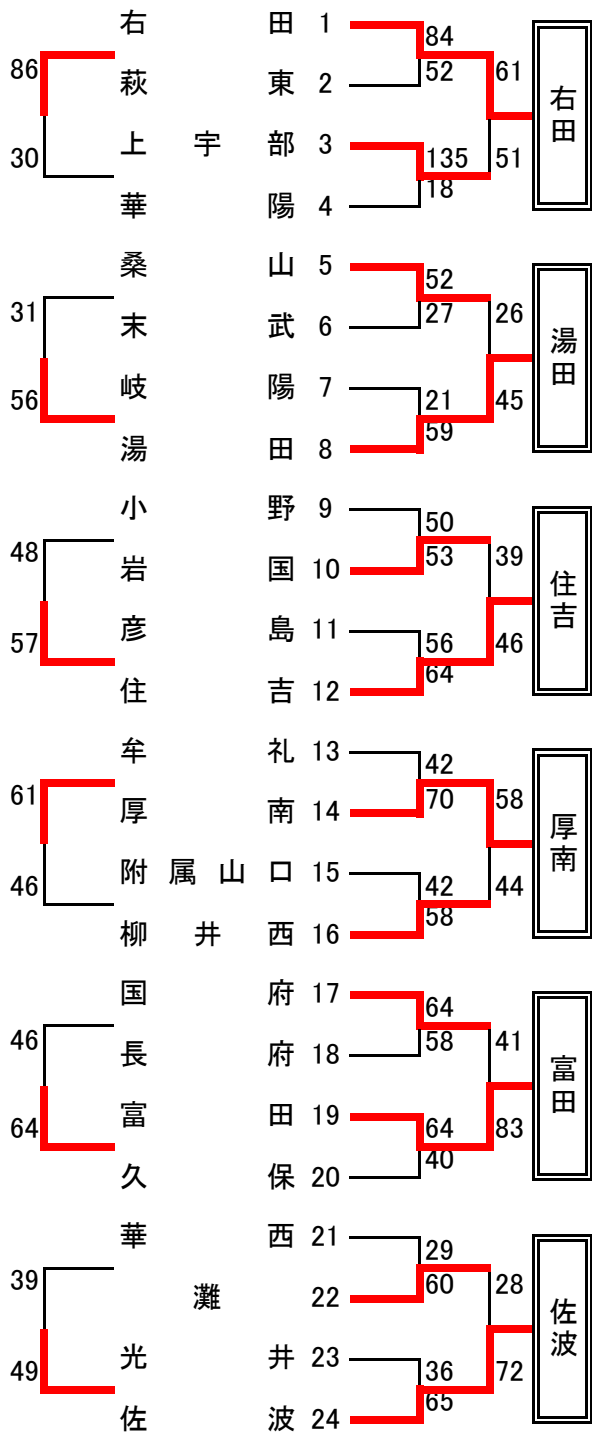 右田 1
84
86
61
萩東 2
52
右田
上宇部 3
135
30
51
華陽 4
18
桑山 5
52
31
26
末武 6
27
湯田
岐陽 7
21
56
45
湯田 8
59
小野 9
50
48
39
岩国 10
53
住吉
彦島 11
56
57
46
住吉 12
64
牟礼 13
42
61
58
厚南 14
70
厚南
附属山口 15
42
46
44
柳井西 16
58
国府 17
64
46
41
長府 18
58
富田
富田 19
64
64
83
久保 20
40
華西 21
29
39
28
灘 22
60
佐波
光井 23
36
49
72
佐波 24
65